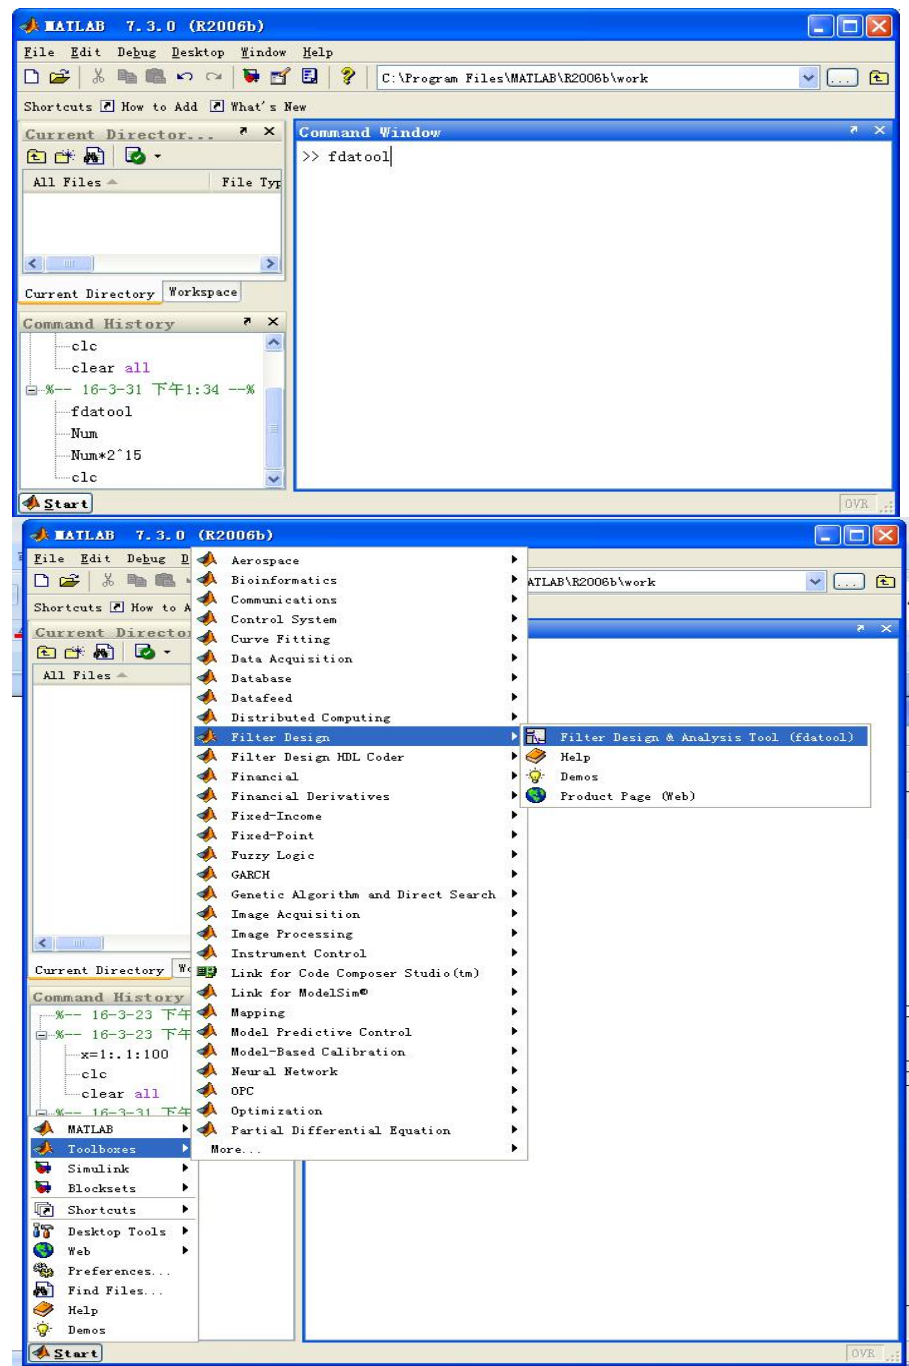 MATLAB 7.3.0 (R2006b)
File Edit Debug Desktop Window Help
C:\Program Files\MATLAB\R2006b\work
...
Shortcuts How to Add What's New
Current Director...
All Files File Typ
Current Directory Workspace
Command History
clc
clear all
%-- 16-3-31 下午1:34 --%
fdatool
Num
Num*2^15
clc
Command Window
>> fdatool
Start
OVR
MATLAB 7.3.0 (R2006b)
File Edit Debug D
ATLAB\R2006b\work
...
Shortcuts How to A
Current Directo
All Files
Current Directory Wo
Command History
%-- 16-3-23 下午
%-- 16-3-23 下午
x=1:.1:100
clc
clear all
%-- 16-3-31 下午
MATLAB
Toolboxes
Simulink
Blocksets
Shortcuts
Desktop Tools
Web
Preferences...
Find Files...
Help
Demos
Aerospace
Bioinformatics
Communications
Control System
Curve Fitting
Data Acquisition
Database
Datafeed
Distributed Computing
Filter Design
Filter Design HDL Coder
Financial
Financial Derivatives
Fixed-Income
Fixed-Point
Fuzzy Logic
GARCH
Genetic Algorithm and Direct Search
Image Acquisition
Image Processing
Instrument Control
Link for Code Composer Studio(tm)
Link for ModelSim®
Mapping
Model Predictive Control
Model-Based Calibration
Neural Network
OPC
Optimization
Partial Differential Equation
More...
Filter Design & Analysis Tool (fdatool)
Help
Demos
Product Page (Web)
Start
OVR